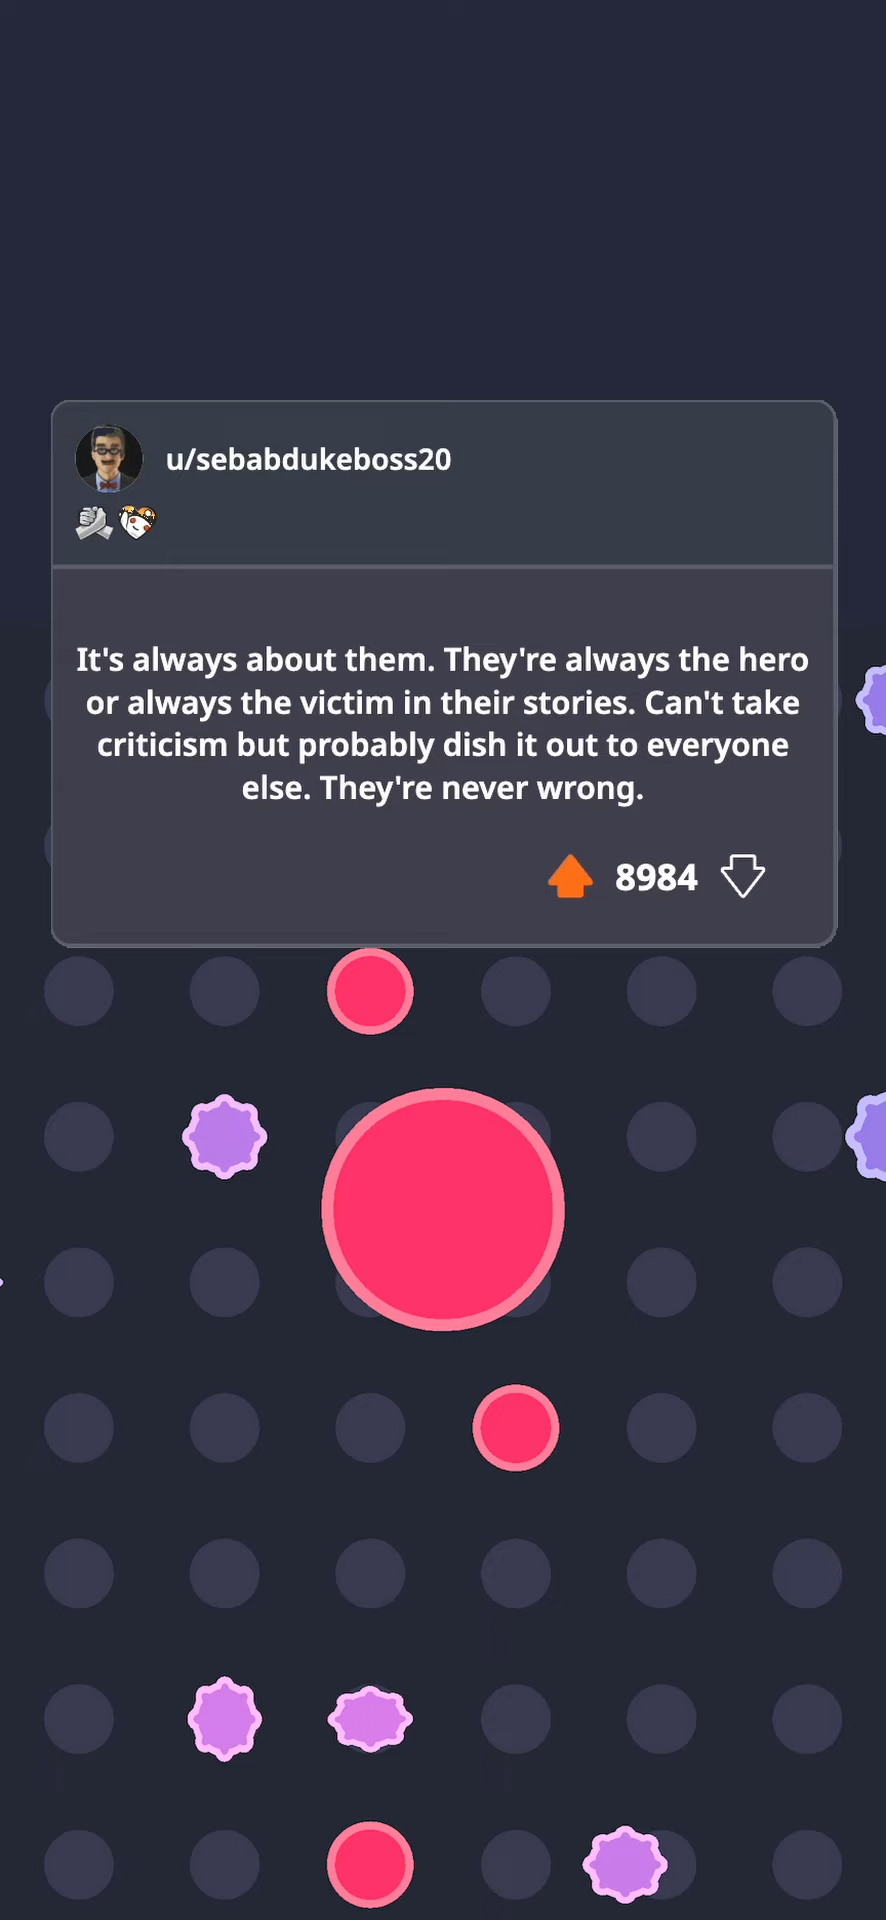 u/sebabdukeboss20
It's always about them. They're always the hero
or always the victim in their stories. Can't take
criticism but probably dish it out to everyone
else. They're never wrong.
8984